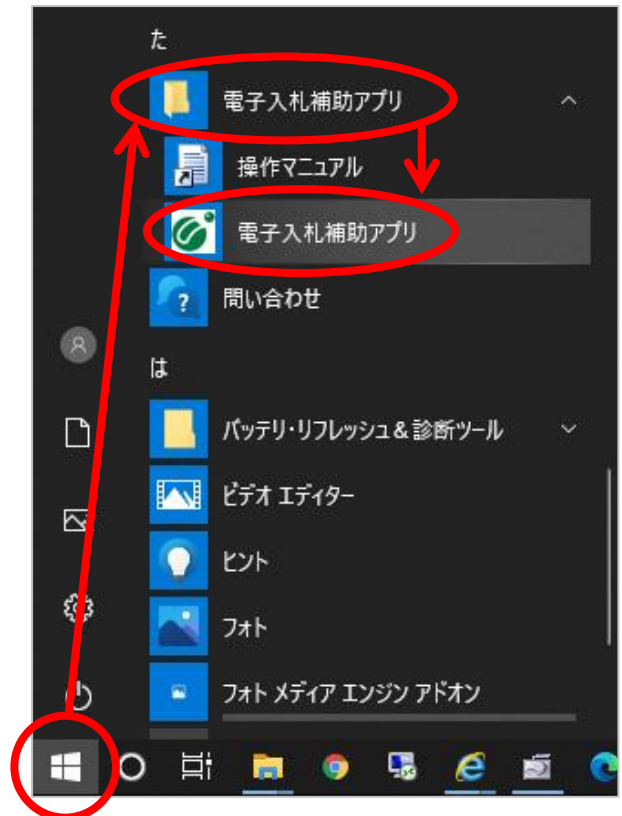 た
電子入札補助アプリ
操作マニュアル
電子入札補助アプリ
問い合わせ
は
バッテリ・リフレッシュ&診断ツール
ビデオ エディター
ヒント
フォト
フォト メディア エンジン アドオン